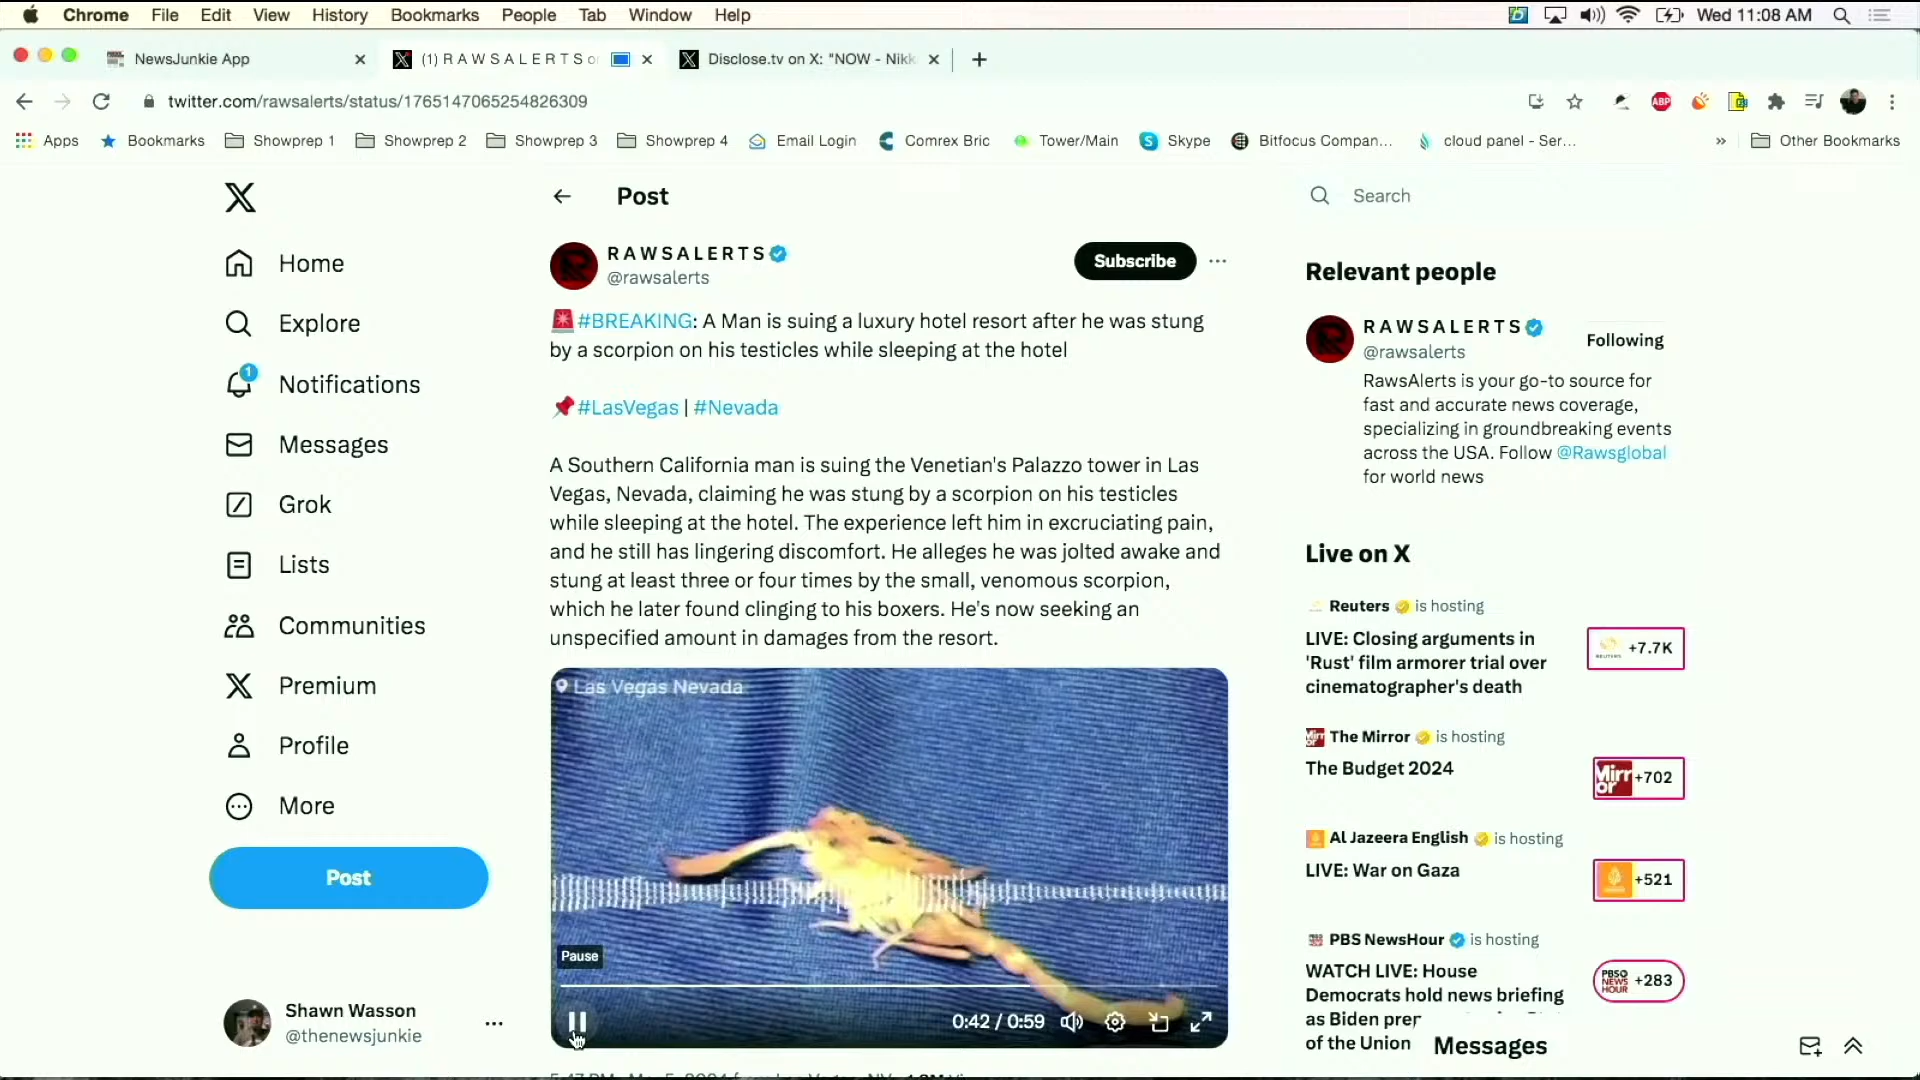 Chrome File Edit View History Bookmarks People Tab Window Help
Wed 11:08 AM
NewsJunkie App
(1) R A W S A L E R T S
Disclose.tv on X: "NOW - Nikk
twitter.com/rawsalerts/status/1765147065254826309
ABP
Apps Bookmarks Showprep 1 Showprep 2 Showprep 3 Showprep 4 Email Login Comrex Bric Tower/Main Skype Bitfocus Compan... cloud panel - Ser... » Other Bookmarks
Post
Search
Home
Explore
1
Notifications
Messages
Grok
Lists
Communities
Premium
Profile
More
Post
Shawn Wasson
@thenewsjunkie
R A W S A L E R T S
@rawsalerts
Subscribe
#BREAKING: A Man is suing a luxury hotel resort after he was stung
by a scorpion on his testicles while sleeping at the hotel
#LasVegas | #Nevada
A Southern California man is suing the Venetian's Palazzo tower in Las
Vegas, Nevada, claiming he was stung by a scorpion on his testicles
while sleeping at the hotel. The experience left him in excruciating pain,
and he still has lingering discomfort. He alleges he was jolted awake and
stung at least three or four times by the small, venomous scorpion,
which he later found clinging to his boxers. He's now seeking an
unspecified amount in damages from the resort.
Las Vegas Nevada
Pause
0:42 / 0:59
Relevant people
R A W S A L E R T S
@rawsalerts
Following
RawsAlerts is your go-to source for
fast and accurate news coverage,
specializing in groundbreaking events
across the USA. Follow @Rawsglobal
for world news
Live on X
Reuters is hosting
LIVE: Closing arguments in
'Rust' film armorer trial over
cinematographer's death
REUTERS +7.7K
The Mirror is hosting
The Budget 2024
Mirror +702
Al Jazeera English is hosting
LIVE: War on Gaza
+521
PBS NewsHour is hosting
WATCH LIVE: House
Democrats hold news briefing
as Biden
of the Union
PBS NEWS HOUR +283
Messages